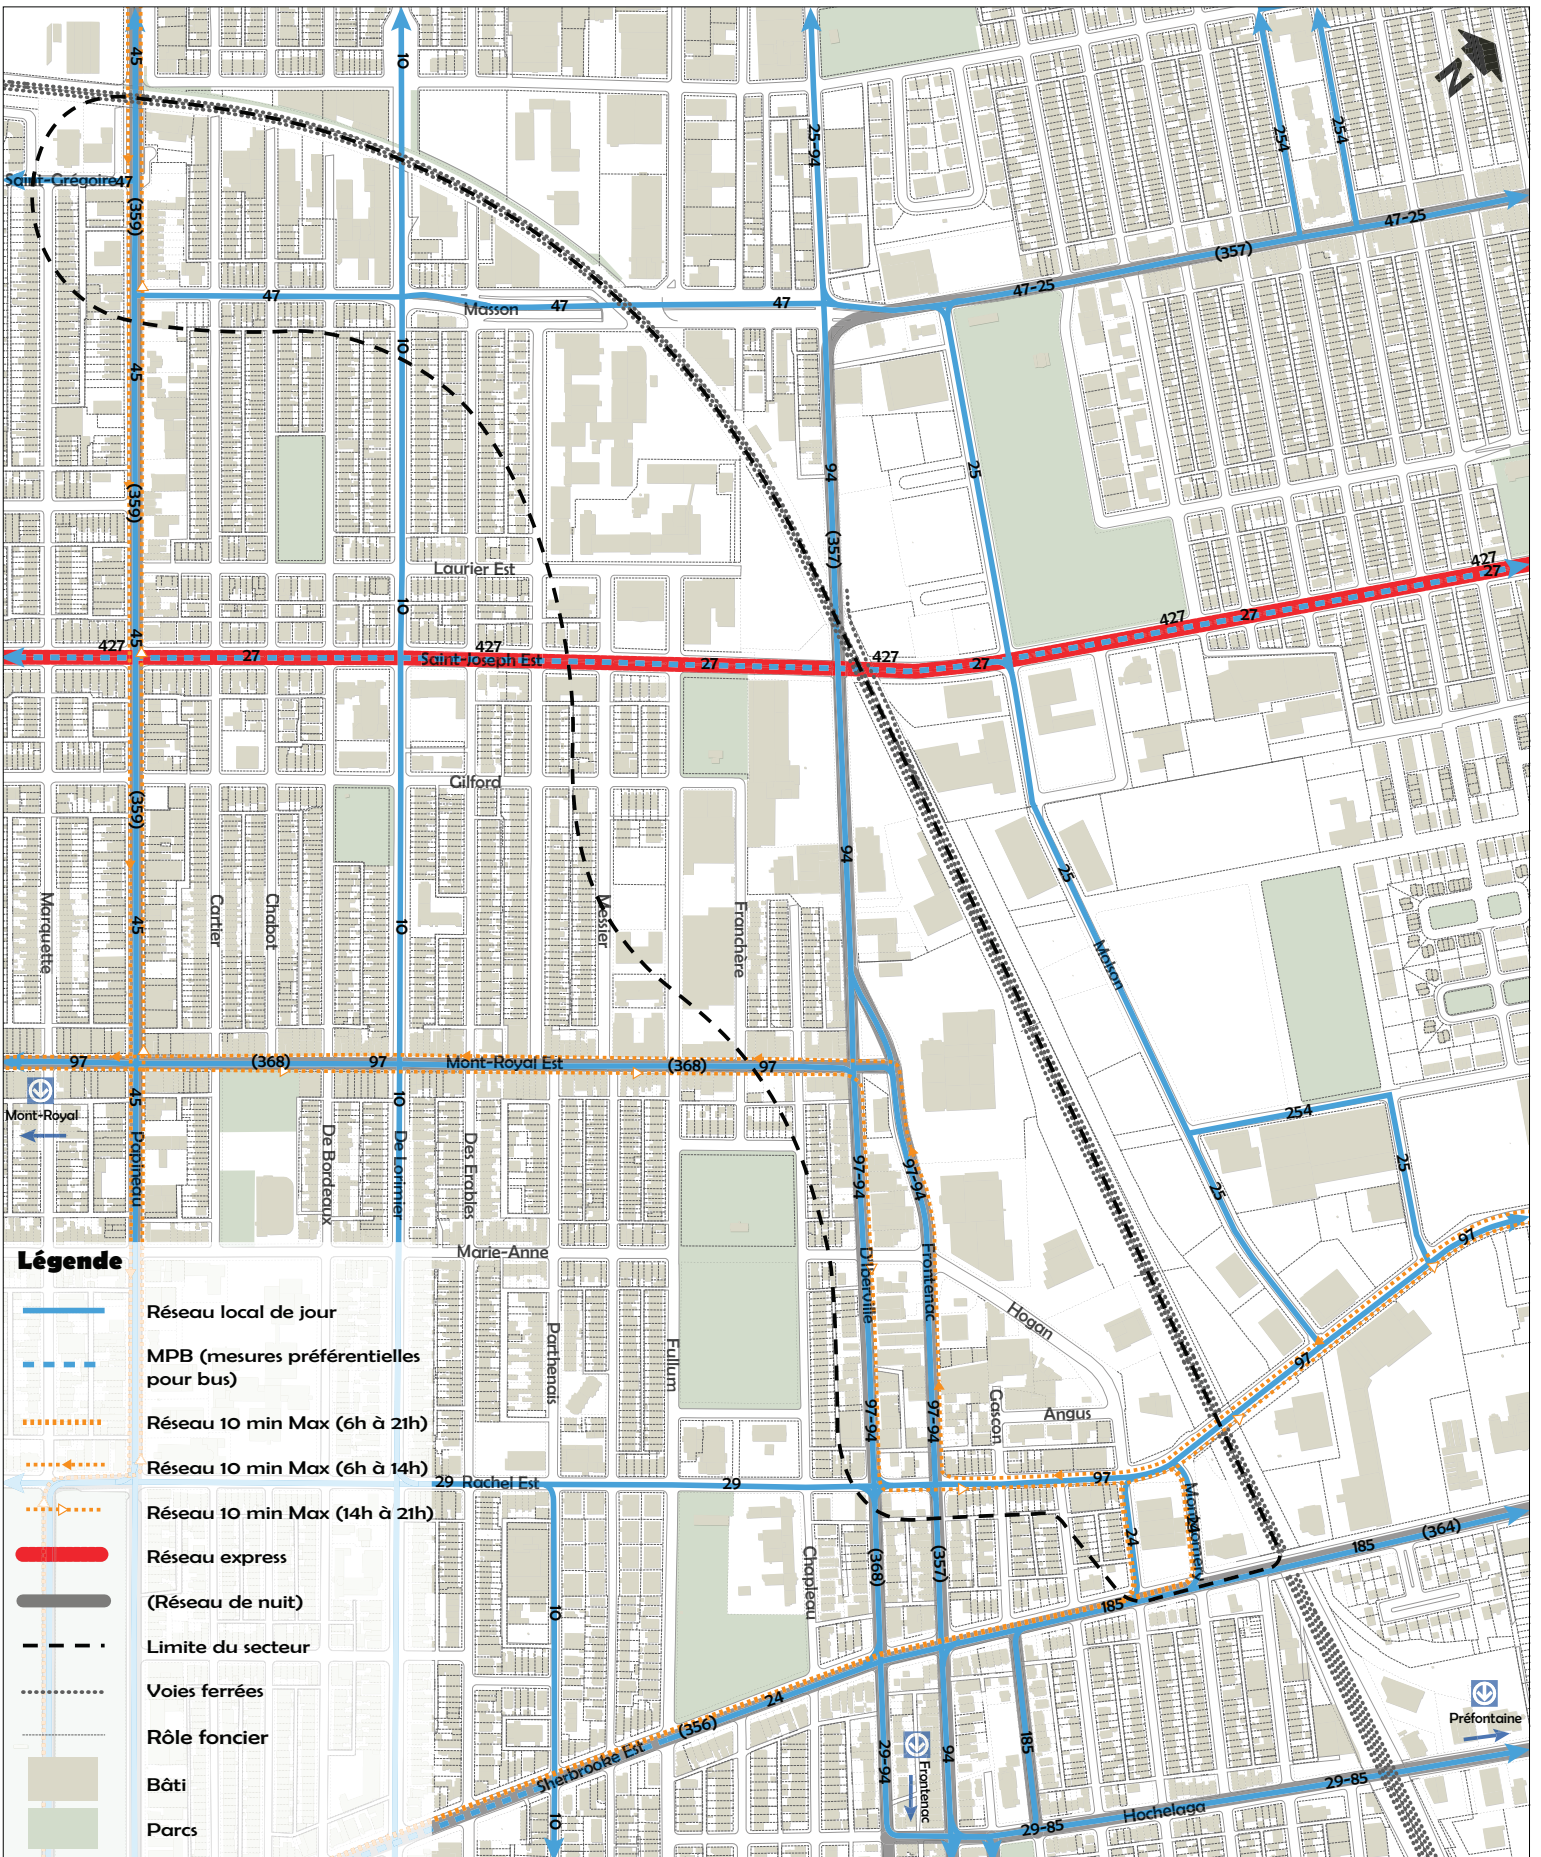 45
10
N
25-94
254
254
Saint-Grégoire
47
(359)
47-25
(357)
47-25
47
Masson
47
47
45
10
94
25
(359)
(357)
Laurier Est
10
427
27
427
27
45
427
27
Saint-Joseph Est
427
27
427
27
Gilford
(359)
94
25
Marquette
45
Cartier
Chabot
10
Messier
Franchère
Molson
97
(368)
97
Mont-Royal Est
(368)
97
Mont-Royal
45
10
254
Papineau
De Bordeaux
De Lorimier
Des Erables
97-94
97-94
25
25
97
Marie-Anne
D'Iberville
Frontenac
Hogan
Parthenais
Fullum
97
97-94
97-94
Gascon
Angus
29
Rachel Est
29
97
Montgomery
24
24
(364)
185
Chapleau
(368)
(357)
10
185
24
(356)
Sherbrooke Est
29-94
Frontenac
94
185
Préfontaine
29-85
Hochelaga
29-85
10
Légende
Réseau local de jour
MPB (mesures préférentielles
pour bus)
Réseau 10 min Max (6h à 21h)
Réseau 10 min Max (6h à 14h)
Réseau 10 min Max (14h à 21h)
Réseau express
(Réseau de nuit)
Limite du secteur
Voies ferrées
Rôle foncier
Bâti
Parcs